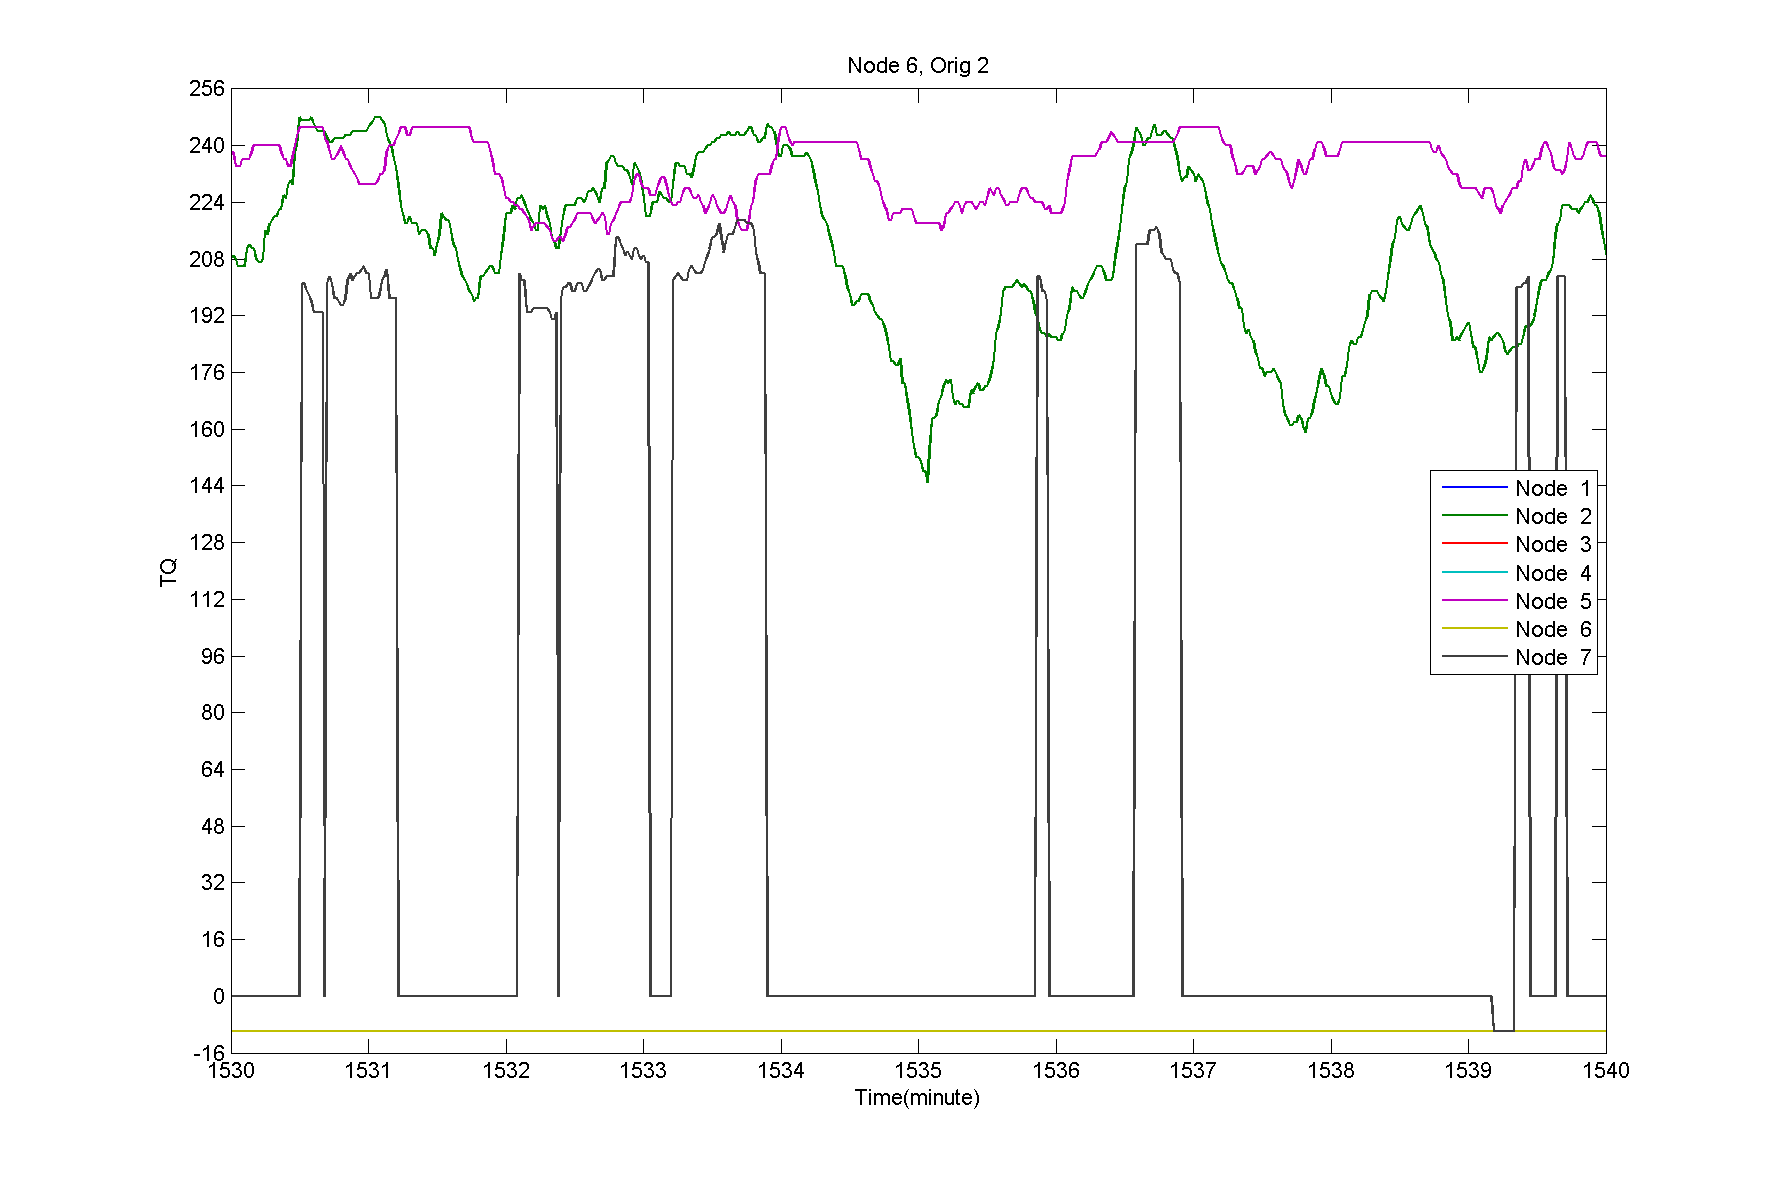 Node 6, Orig 2
256
240
224
208
192
176
160
144
128
112
96
80
64
48
32
16
0
-16
TQ
Node 1
Node 2
Node 3
Node 4
Node 5
Node 6
Node 7
1530 1531 1532 1533 1534 1535 1536 1537 1538 1539 1540
Time(minute)